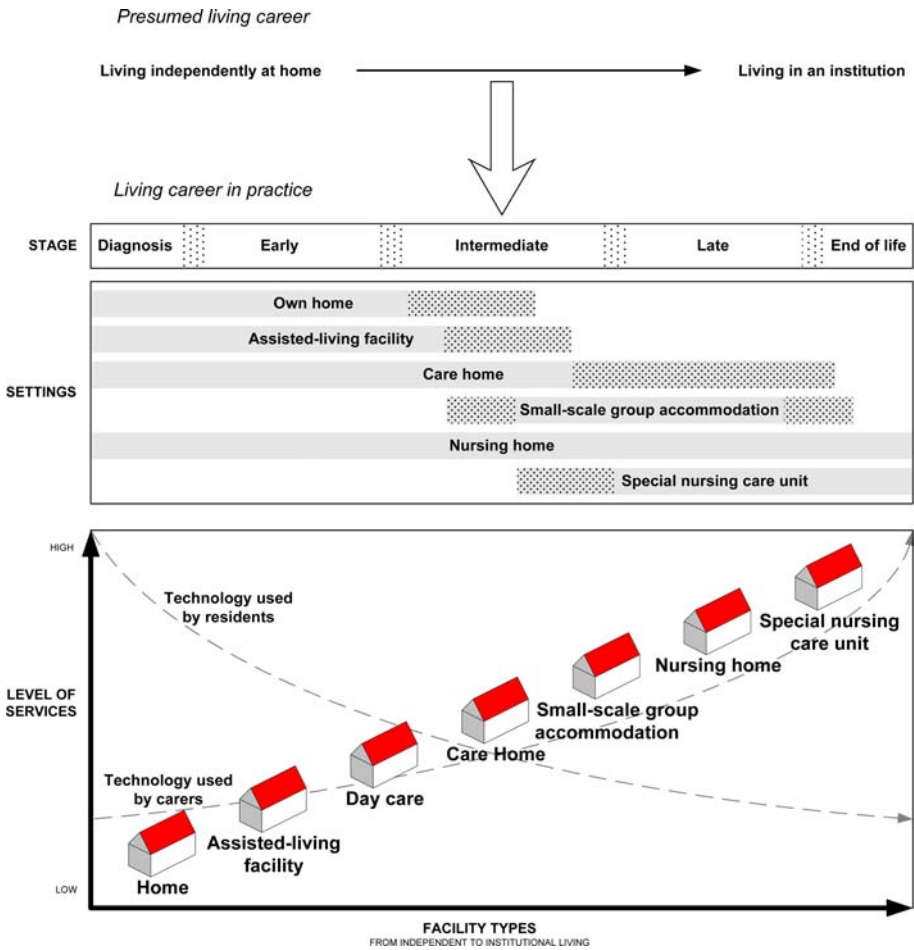 Presumed living career
Living independently at home
Living in an institution
Living career in practice
STAGE
Diagnosis
Early
Intermediate
Late
End of life
SETTINGS
Own home
Assisted-living facility
Care home
Small-scale group accommodation
Nursing home
Special nursing care unit
HIGH
Technology used
by residents
LEVEL OF
SERVICES
Technology used
by carers
LOW
Home
Assisted-living
facility
Day care
Care Home
Small-scale group
accommodation
Nursing home
Special nursing
care unit
FACILITY TYPES
FROM INDEPENDENT TO INSTITUTIONAL LIVING